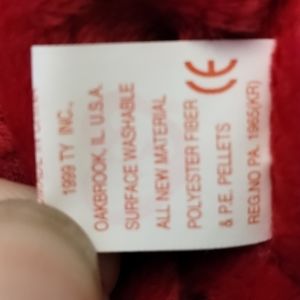 1999 TY INC.,
OAKBROOK, IL U.S.A.
SURFACE WASHABLE
ALL NEW MATERIAL
POLYESTER FIBER
& P.E. PELLETS
REG.NO PA. 1965(KR)
CE